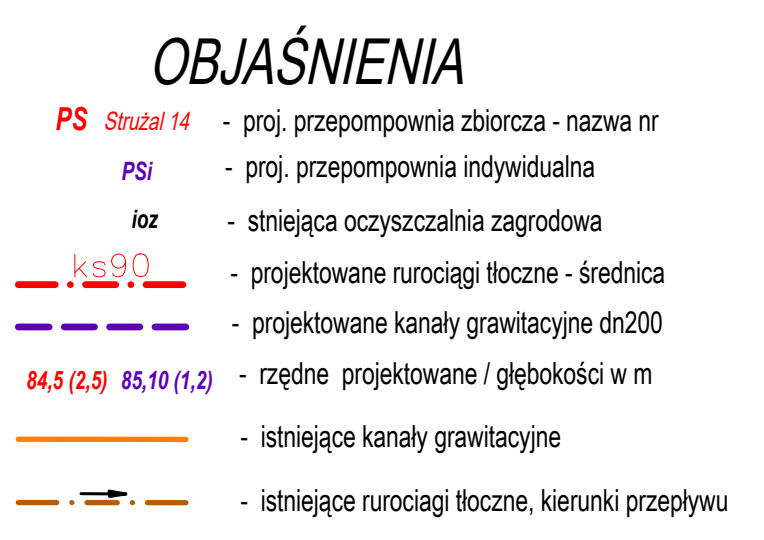 OBJAŚNIENIA
PS Strużal 14 - proj. przepompownia zbiorcza - nazwa nr
PSi - proj. przepompownia indywidualna
ioz - stniejąca oczyszczalnia zagrodowa
ks90 - projektowane rurociągi tłoczne - średnica
- projektowane kanały grawitacyjne dn200
84,5 (2,5) 85,10 (1,2) - rzędne projektowane / głębokości w m
- istniejące kanały grawitacyjne
- istniejące rurociagi tłoczne, kierunki przepływu